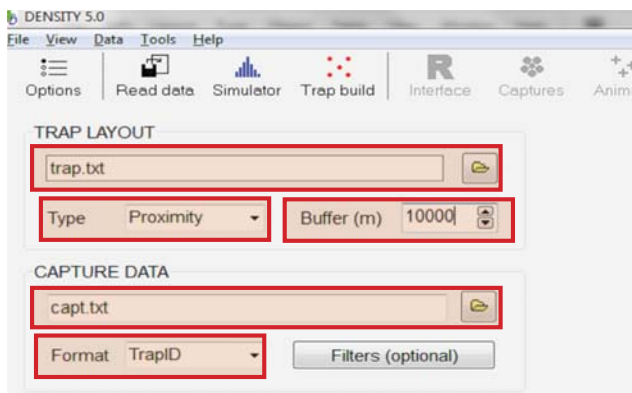 DENSITY 5.0
File View Data Tools Help
Options Read data Simulator Trap build Interface Captures
TRAP LAYOUT
trap.txt
Type Proximity Buffer (m) 10000
CAPTURE DATA
capt.txt
Format TrapID Filters (optional)